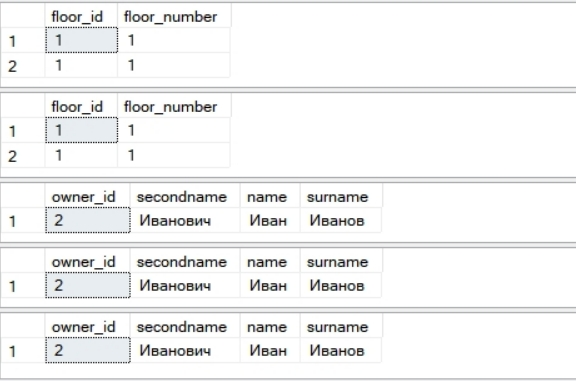 floor_id floor_number
1 1 1
2 1 1
floor_id floor_number
1 1 1
2 1 1
owner_id secondname name surname
1 2 Иванович Иван Иванов
owner_id secondname name surname
1 2 Иванович Иван Иванов
owner_id secondname name surname
1 2 Иванович Иван Иванов